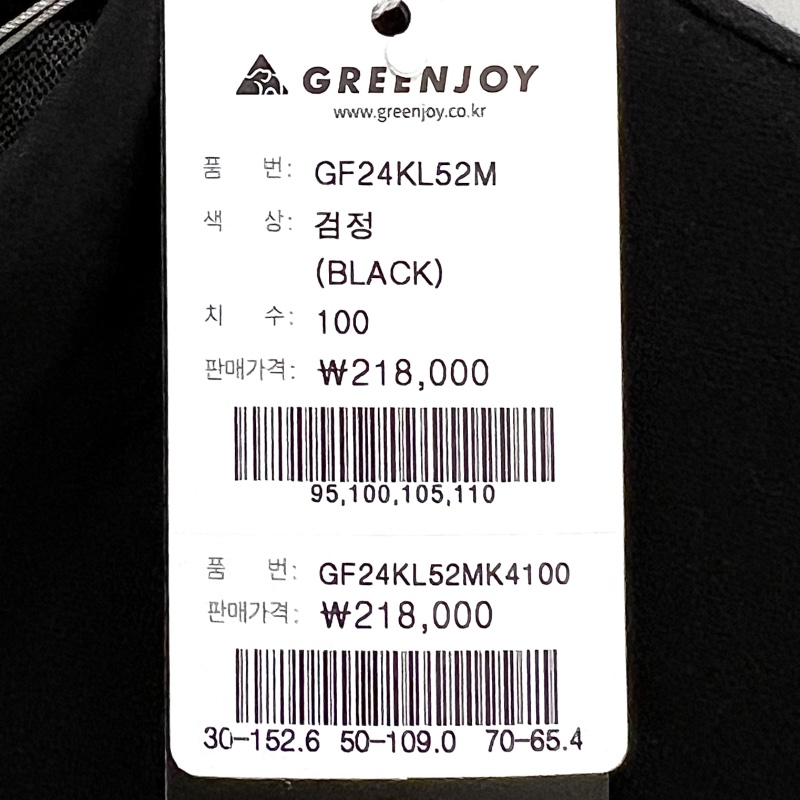 GREENJOY
www.greenjoy.co.kr
품 번: GF24KL52M
색 상: 검정
(BLACK)
치 수: 100
판매가격: ₩218,000
95,100,105,110
품 번: GF24KL52MK4100
판매가격: ₩218,000
30-152.6 50-109.0 70-65.4